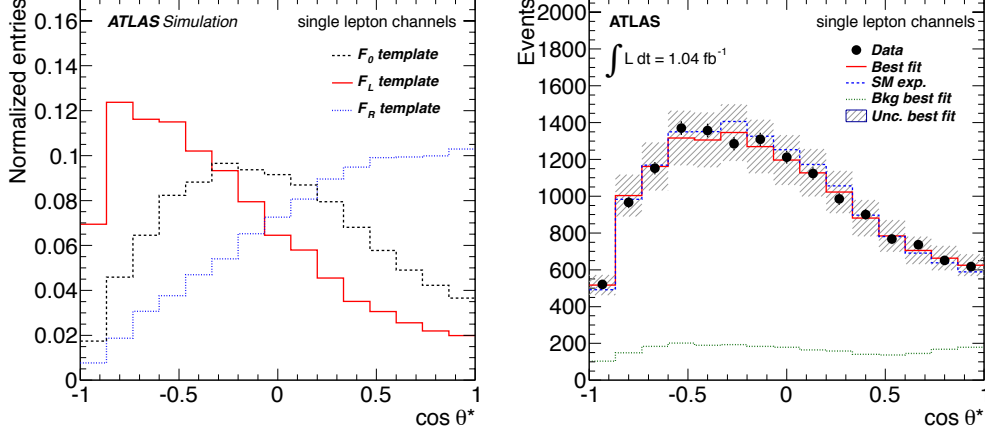 ATLAS Simulation single lepton channels
F0 template
FL template
FR template
Normalized entries
0.16
0.14
0.12
0.1
0.08
0.06
0.04
0.02
0
-1 -0.5 0 0.5 1
cos θ*
ATLAS single lepton channels
∫ L dt = 1.04 fb⁻¹
Data
Best fit
SM exp.
Bkg best fit
Unc. best fit
Events
2000
1800
1600
1400
1200
1000
800
600
400
200
0
-1 -0.5 0 0.5 1
cos θ*